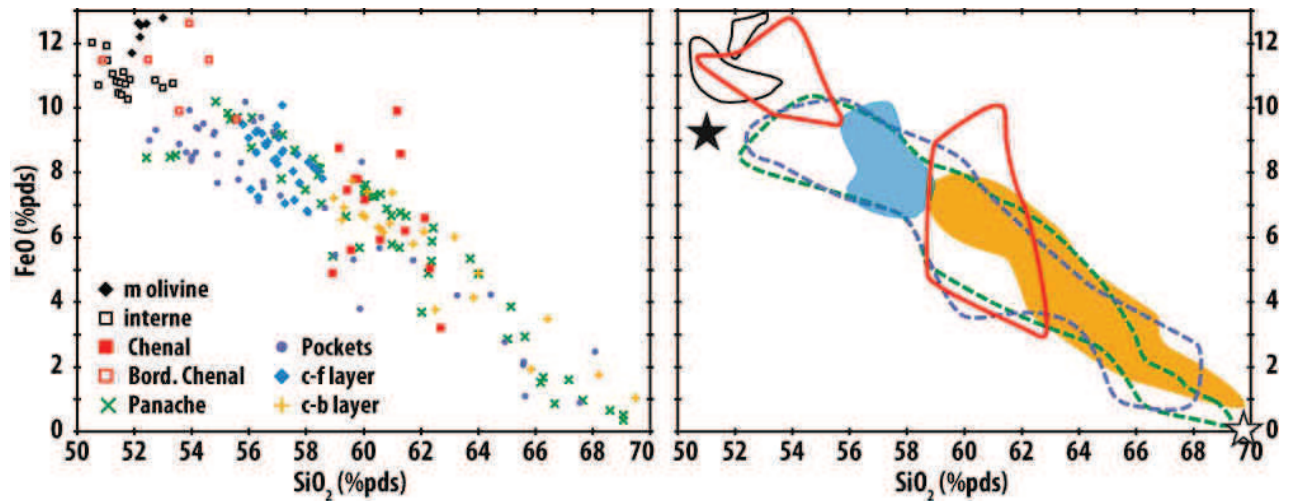 12
10
8
6
4
2
0
FeO (%pds)
m olivine
interne
Chenal
Bord. Chenal
Panache
Pockets
c-f layer
c-b layer
50 52 54 56 58 60 62 64 66 68 70
SiO₂ (%pds)
12
10
8
6
4
2
0
50 52 54 56 58 60 62 64 66 68 70
SiO₂ (%pds)